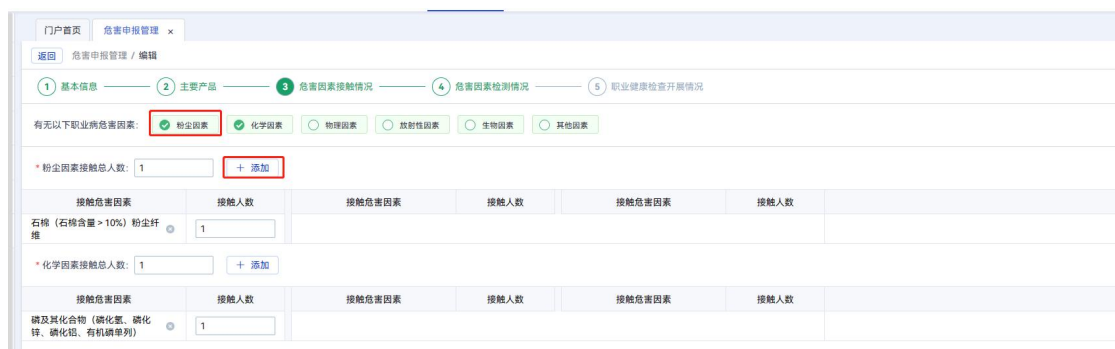 门户首页 危害申报管理 ×
返回 危害申报管理 / 编辑
1 基本信息 2 主要产品 3 危害因素接触情况 4 危害因素检测情况 5 职业健康检查开展情况
有无以下职业病危害因素: 粉尘因素 化学因素 物理因素 放射性因素 生物因素 其他因素
* 粉尘因素接触总人数: 1 + 添加
接触危害因素 接触人数 接触危害因素 接触人数 接触危害因素 接触人数
石棉（石棉含量 > 10%）粉尘纤
维 1
* 化学因素接触总人数: 1 + 添加
接触危害因素 接触人数 接触危害因素 接触人数 接触危害因素 接触人数
磷及其化合物（磷化氢、磷化
锌、磷化铝、有机磷单列） 1